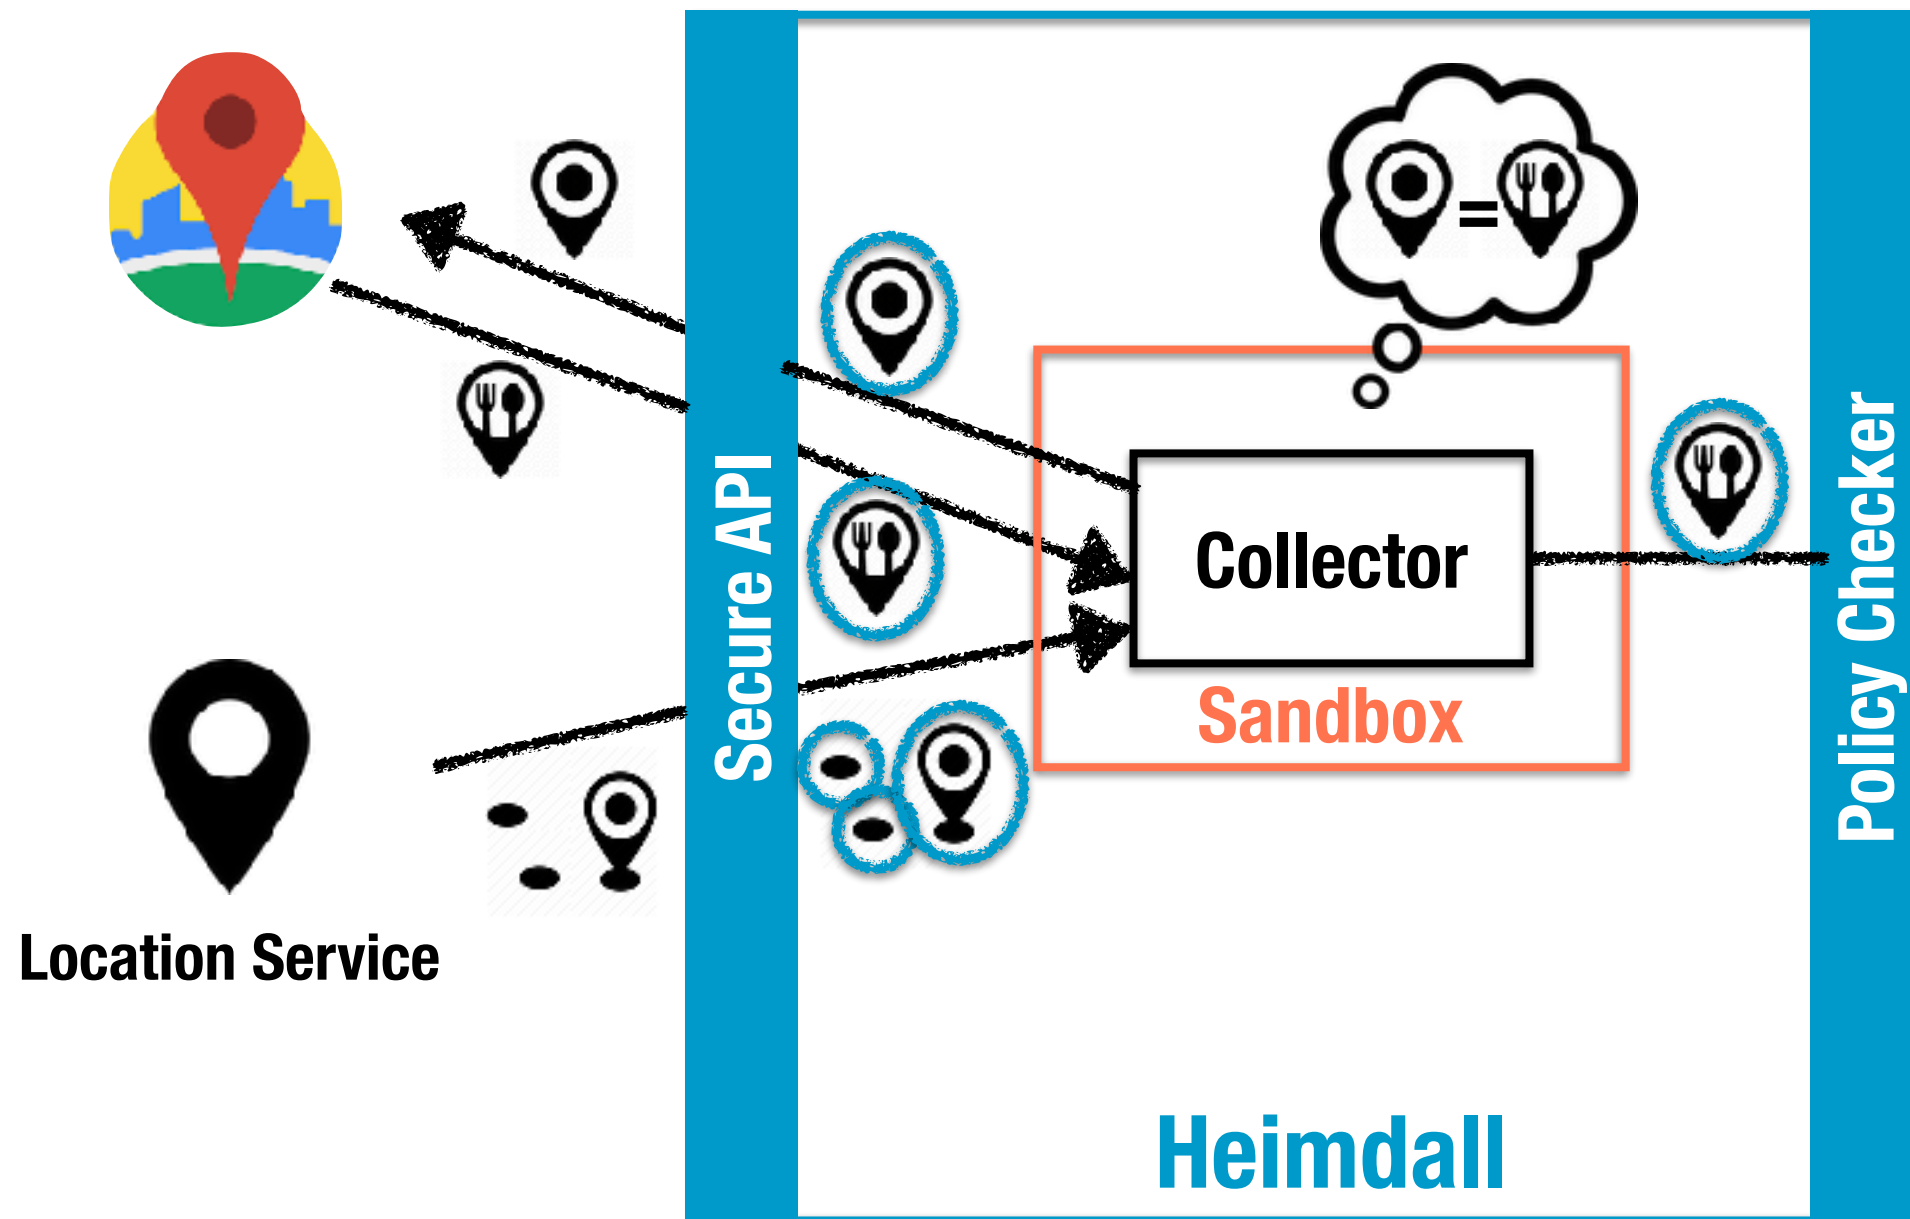 Secure API
Collector
Sandbox
Policy Checker
Location Service
Heimdall
=